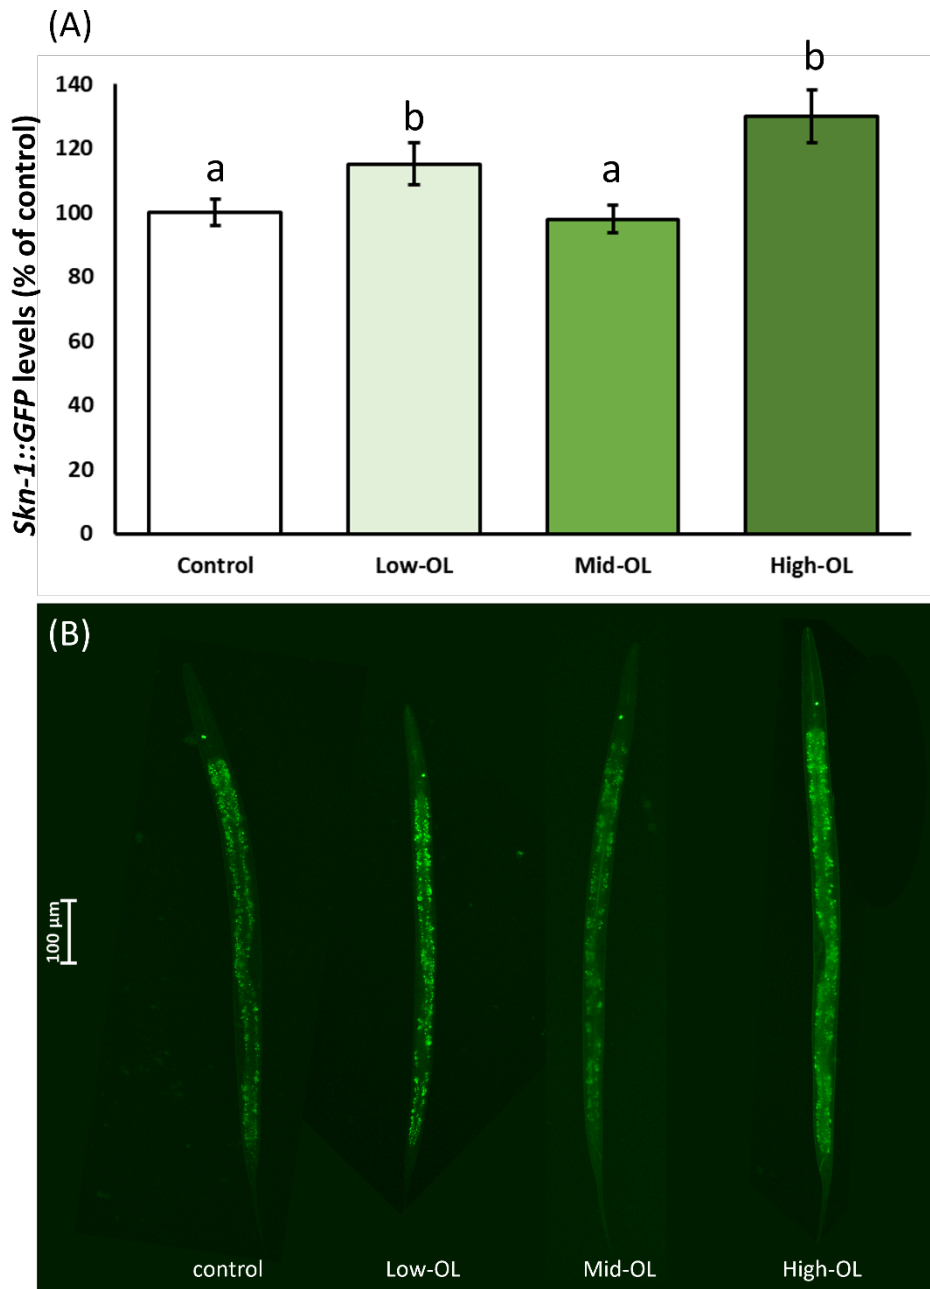 (A)
Skn-1::GFP levels (% of control)
140
120
100
80
60
40
20
0
a
b
a
b
Control Low-OL Mid-OL High-OL
(B)
100 µm
control Low-OL Mid-OL High-OL